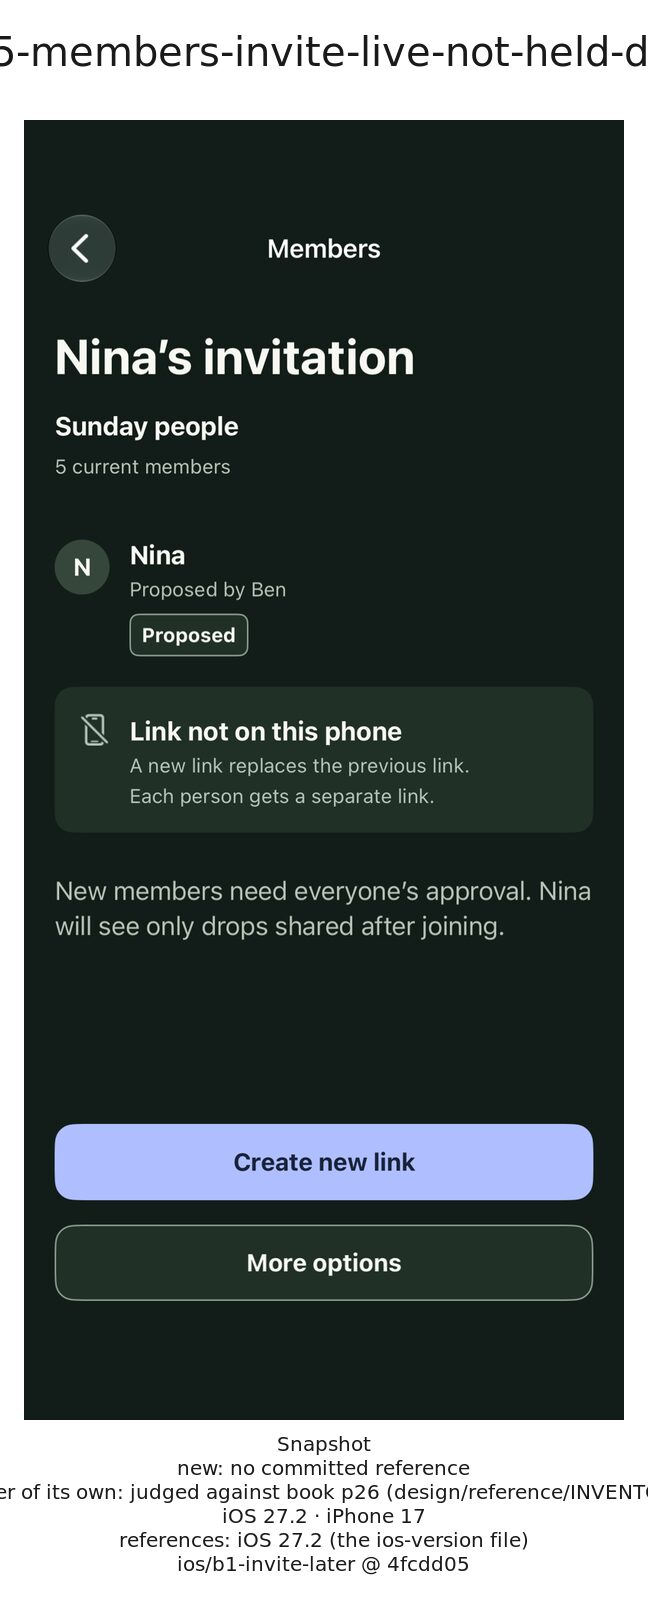 5-members-invite-live-not-held-d
Members
Nina’s invitation
Sunday people
5 current members
N
Nina
Proposed by Ben
Proposed
Link not on this phone
A new link replaces the previous link.
Each person gets a separate link.
New members need everyone’s approval. Nina
will see only drops shared after joining.
Create new link
More options
Snapshot
new: no committed reference
er of its own: judged against book p26 (design/reference/INVENTO
iOS 27.2 · iPhone 17
references: iOS 27.2 (the ios-version file)
ios/b1-invite-later @ 4fcdd05